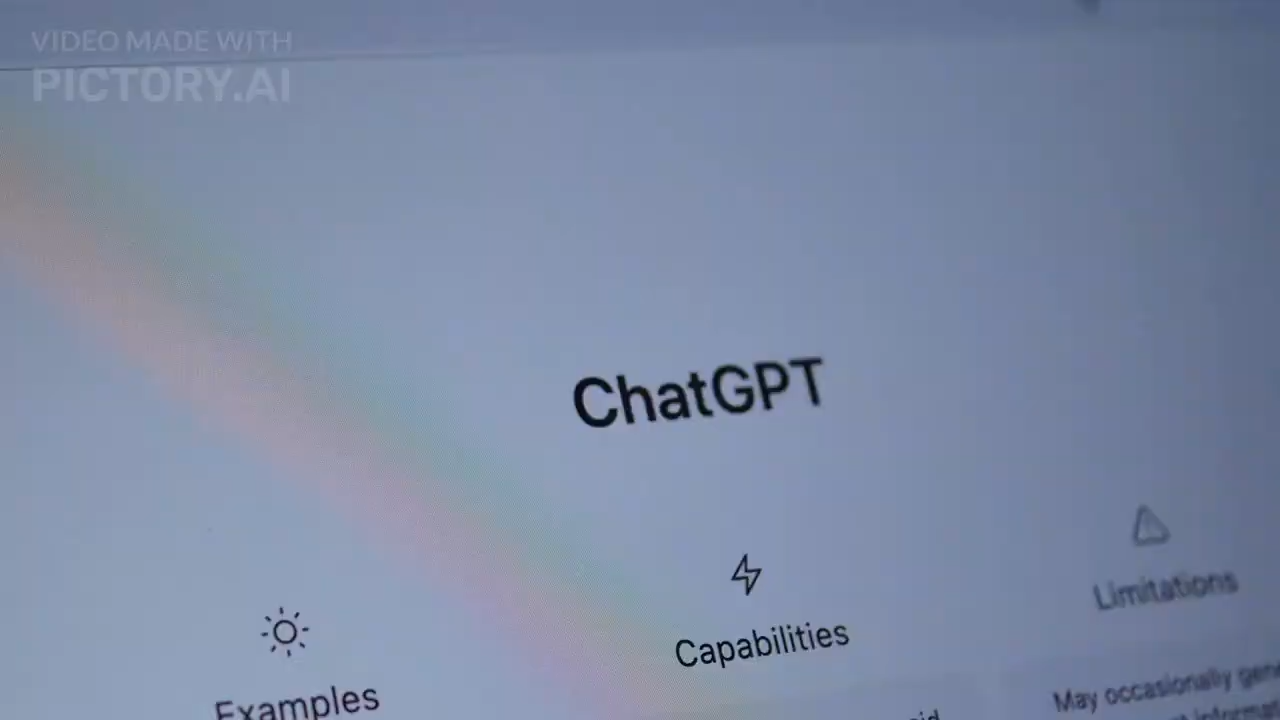 VIDEO MADE WITH
PICTORY.AI
ChatGPT
Limitations
Capabilities
Examples
May occasionally